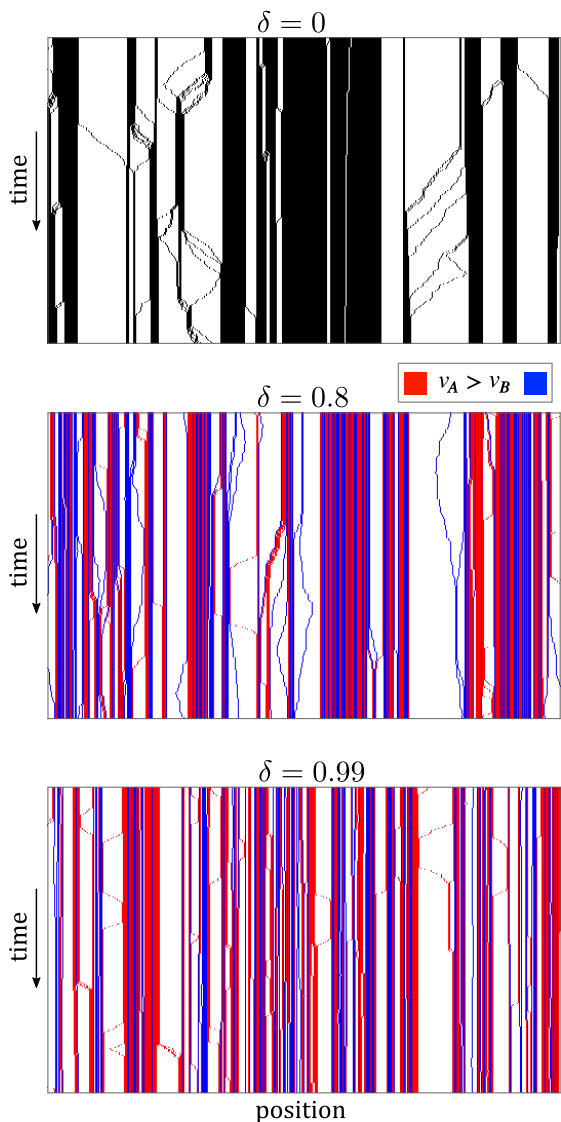 δ = 0
time
v_A > v_B
δ = 0.8
time
δ = 0.99
time
position